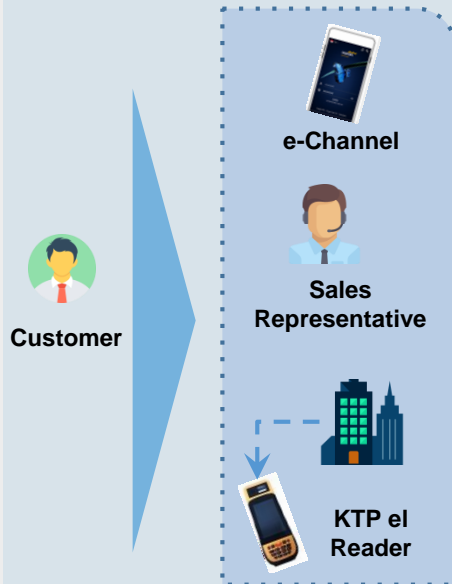 e-Channel
Sales
Representative
Customer
KTP el
Reader